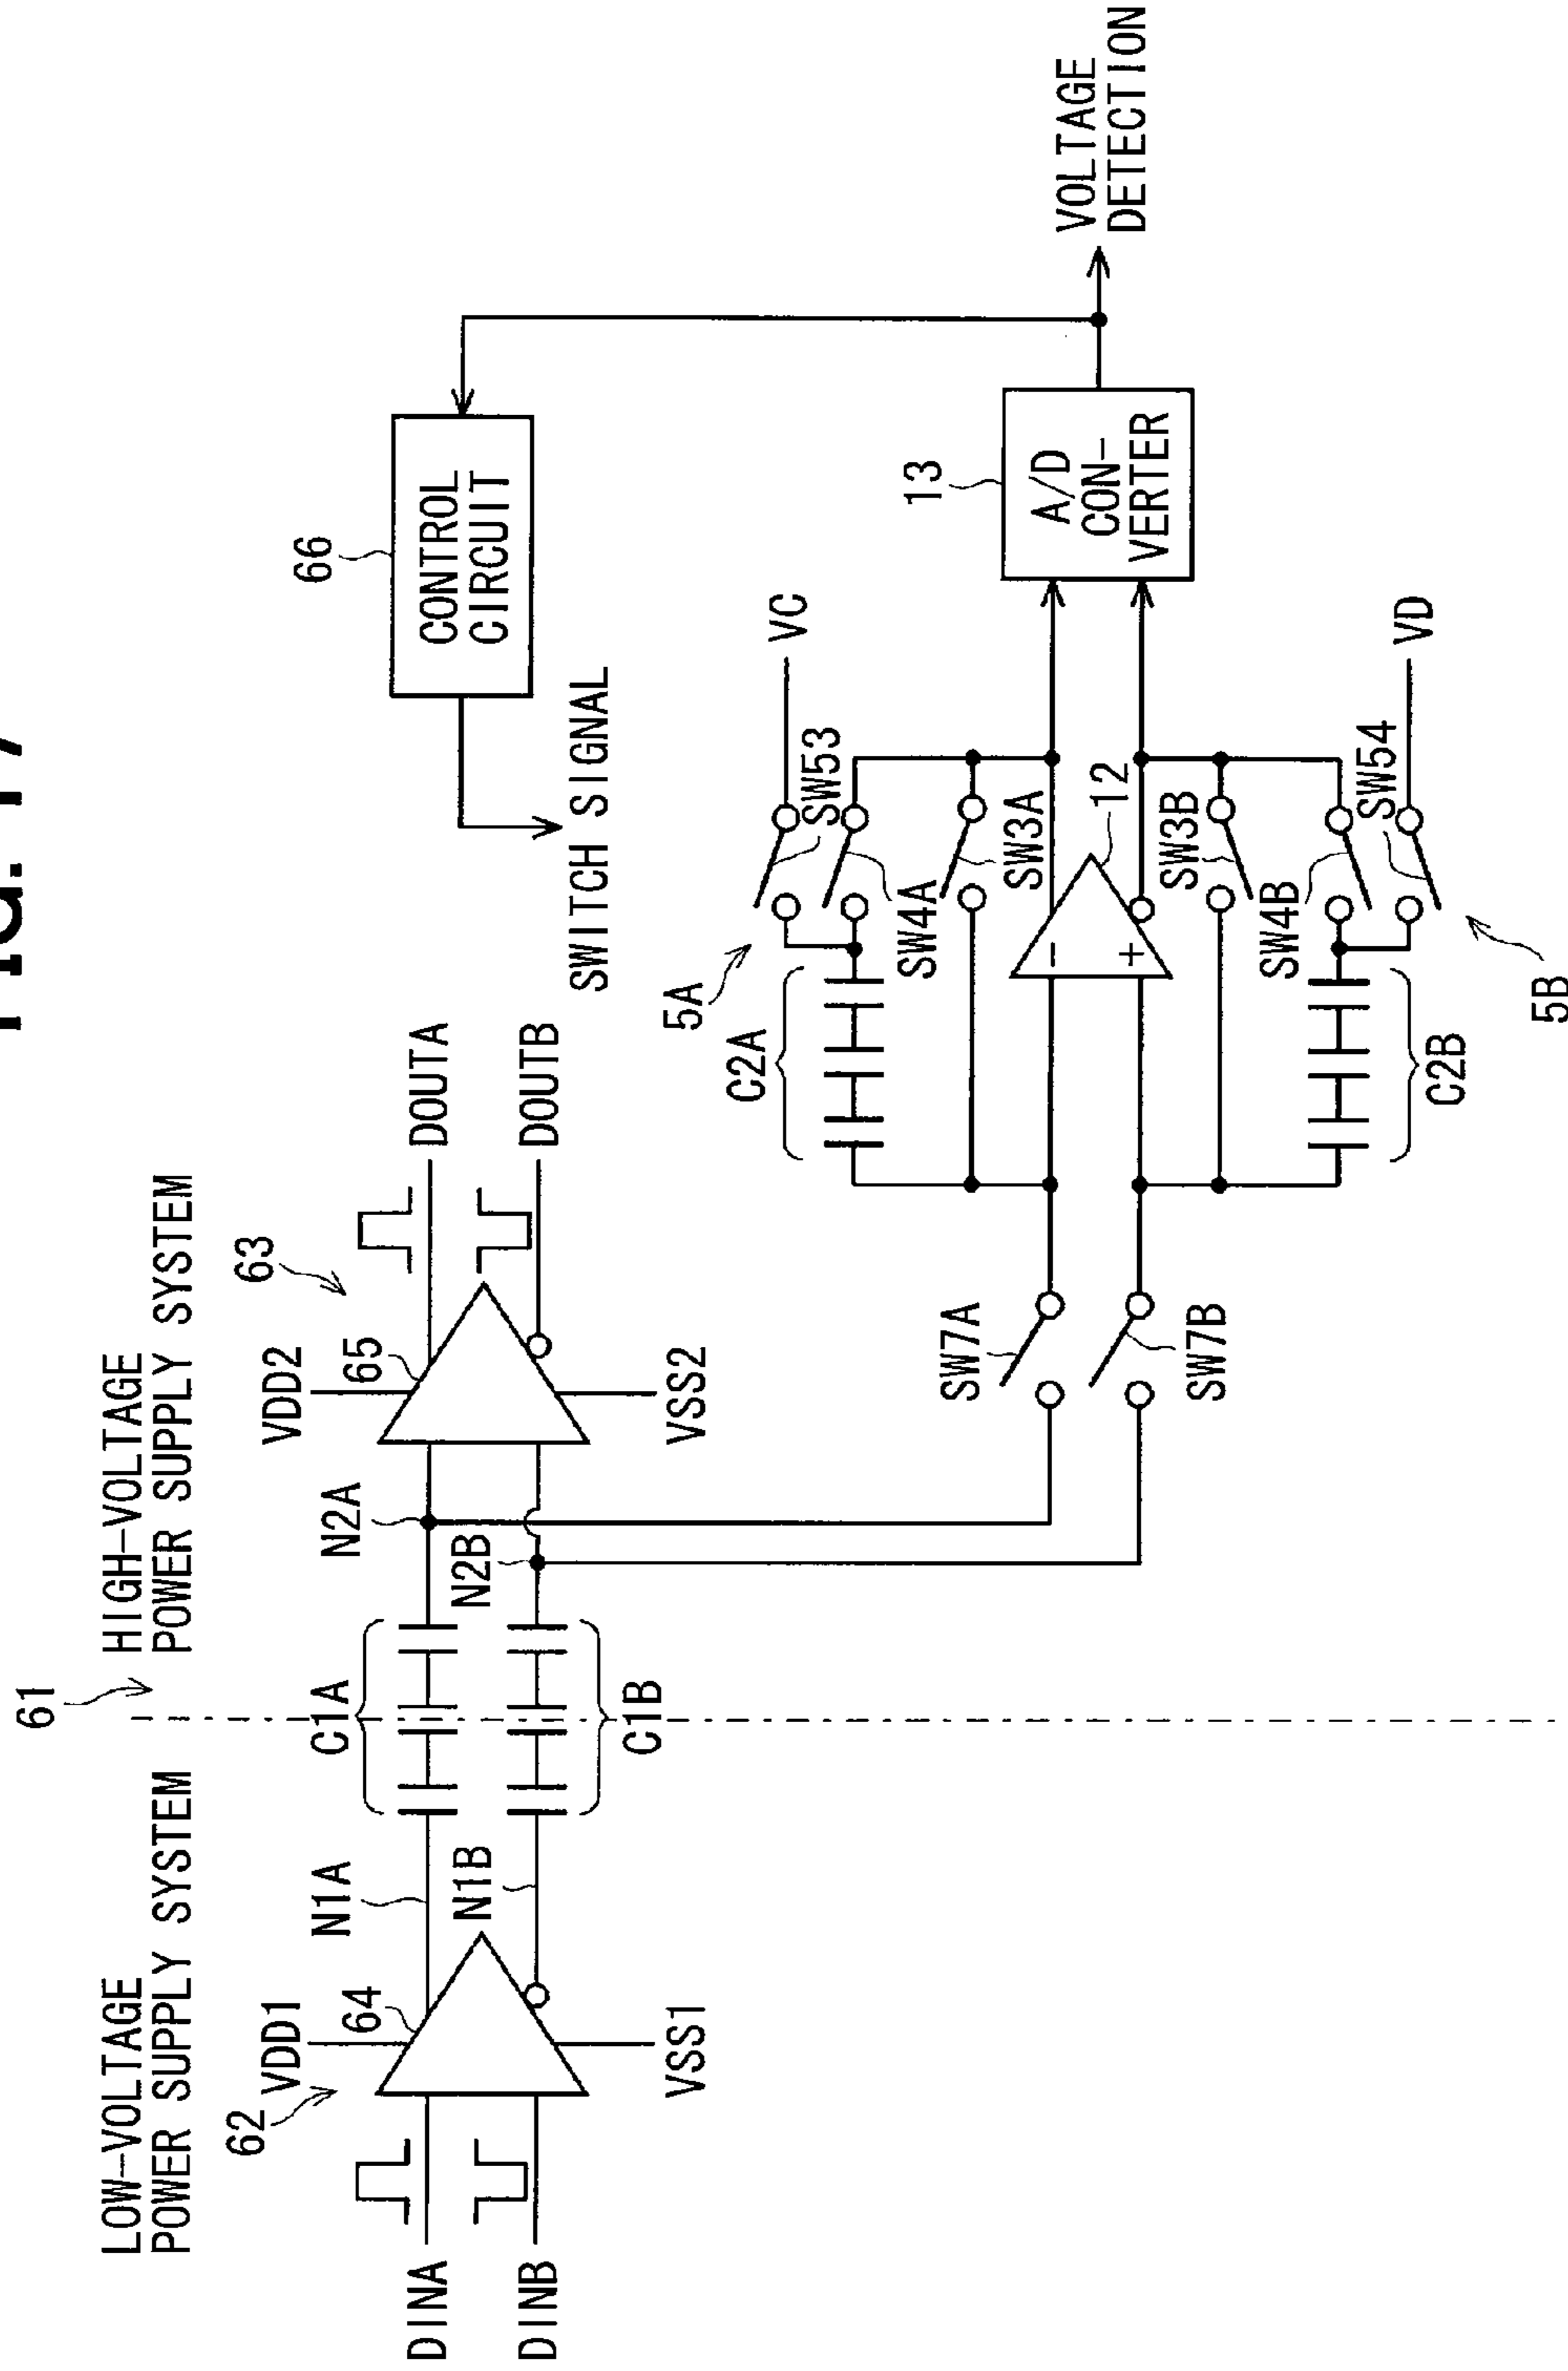 FIG. 17
61
LOW-VOLTAGE
POWER SUPPLY SYSTEM
HIGH-VOLTAGE
POWER SUPPLY SYSTEM
62
VDD1
64
N1A
C1A
N2A
VDD2
65
63
DINA
DINB
N1B
N2B
DOUTA
DOUTB
VSS1
C1B
VSS2
66
CONTROL
CIRCUIT
SWITCH SIGNAL
5A
C2A
VC
SW53
SW4A
SW7A
SW3A
13
A/D
CON-
VERTER
VOLTAGE
DETECTION
12
-
+
SW7B
SW3B
SW4B
SW54
VD
C2B
5B